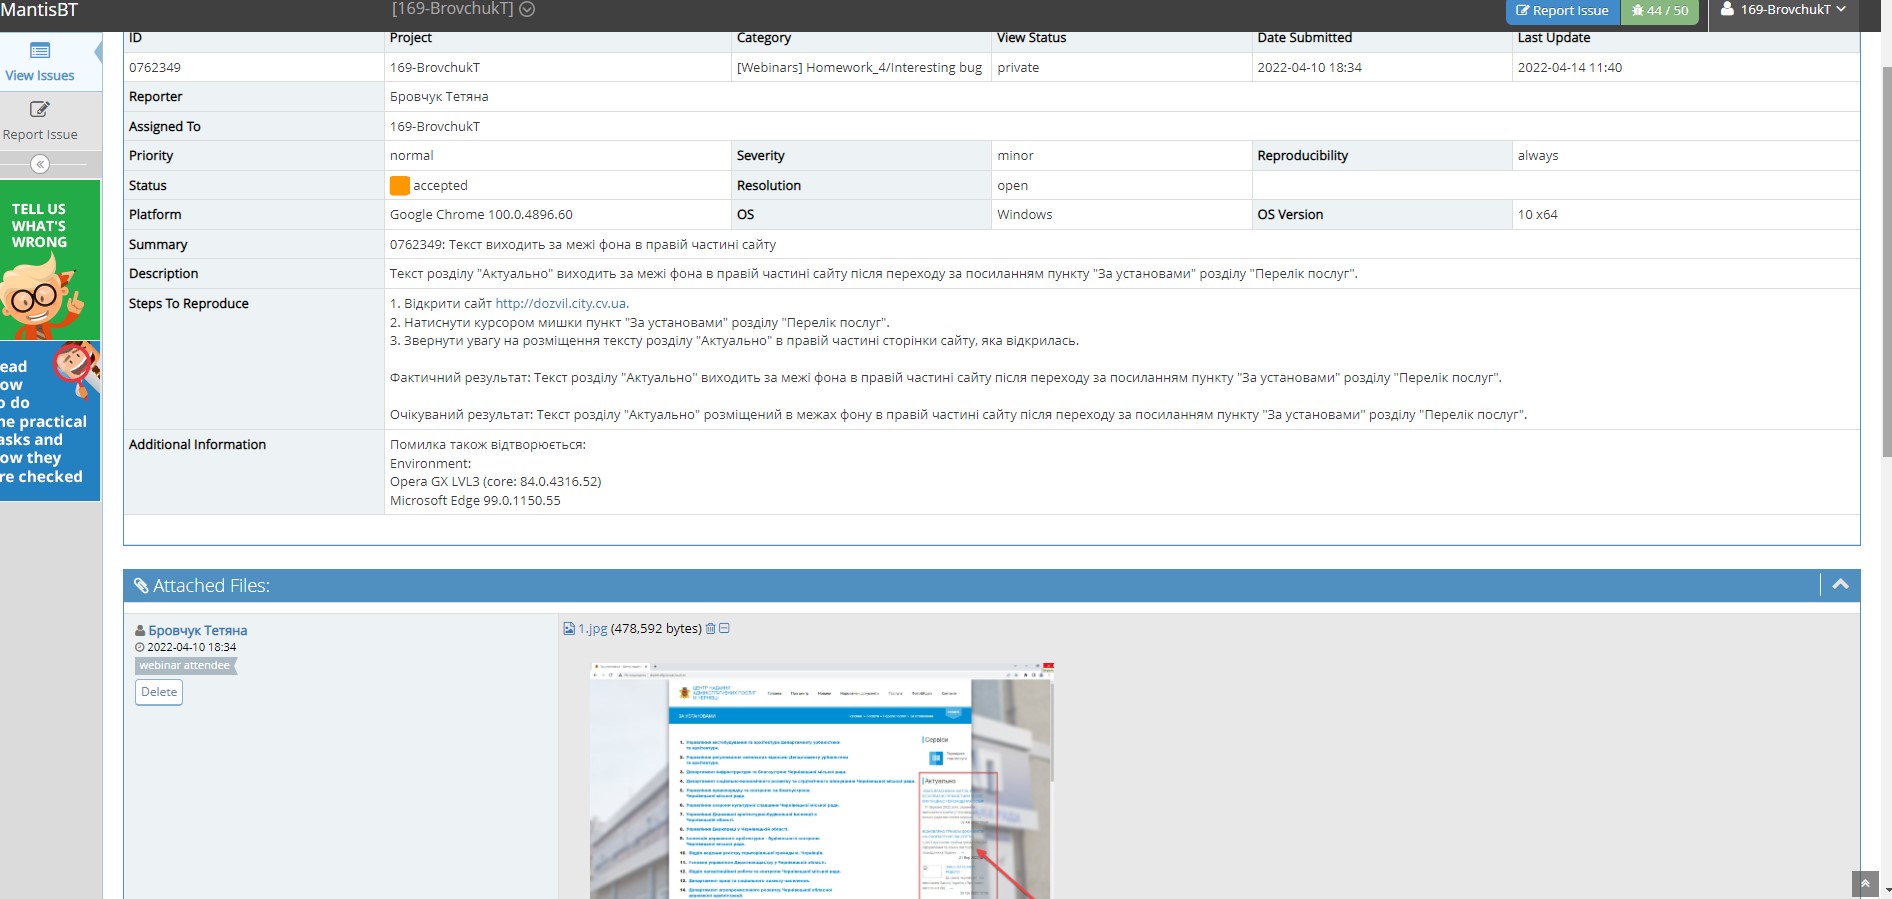 MantisBT
[169-BrovchukT]
Report Issue
44 / 50
169-BrovchukT
View Issues
Report Issue
TELL US
WHAT'S
WRONG
ead
ow
o do
he practical
asks and
ow they
re checked
ID Project Category View Status Date Submitted Last Update
0762349 169-BrovchukT [Webinars] Homework_4/Interesting bug private 2022-04-10 18:34 2022-04-14 11:40
Reporter Бровчук Тетяна
Assigned To 169-BrovchukT
Priority normal Severity minor Reproducibility always
Status accepted Resolution open
Platform Google Chrome 100.0.4896.60 OS Windows OS Version 10 x64
Summary 0762349: Текст виходить за межі фона в правій частині сайту
Description Текст розділу "Актуально" виходить за межі фона в правій частині сайту після переходу за посиланням пункту "За установами" розділу "Перелік послуг".
Steps To Reproduce 1. Відкрити сайт http://dozvil.city.cv.ua.
2. Натиснути курсором мишки пункт "За установами" розділу "Перелік послуг".
3. Звернути увагу на розміщення тексту розділу "Актуально" в правій частині сторінки сайту, яка відкрилась.
Фактичний результат: Текст розділу "Актуально" виходить за межі фона в правій частині сайту після переходу за посиланням пункту "За установами" розділу "Перелік послуг".
Очікуваний результат: Текст розділу "Актуально" розміщений в межах фону в правій частині сайту після переходу за посиланням пункту "За установами" розділу "Перелік послуг".
Additional Information Помилка також відтворюється:
Environment:
Opera GX LVL3 (core: 84.0.4316.52)
Microsoft Edge 99.0.1150.55
Attached Files:
Бровчук Тетяна
2022-04-10 18:34
webinar attendee
Delete
1.jpg (478,592 bytes)
ЦЕНТР НАДАННЯ
АДМІНІСТРАТИВНИХ ПОСЛУГ
ЗА УСТАНОВАМИ
Сервіси
Актуально